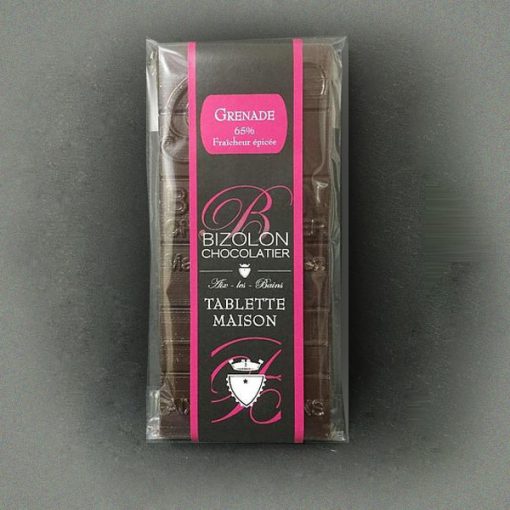 GRENADE
65%
Fraîcheur épicée
B
BIZOLON
CHOCOLATIER
Aix - les - Bains
TABLETTE
MAISON